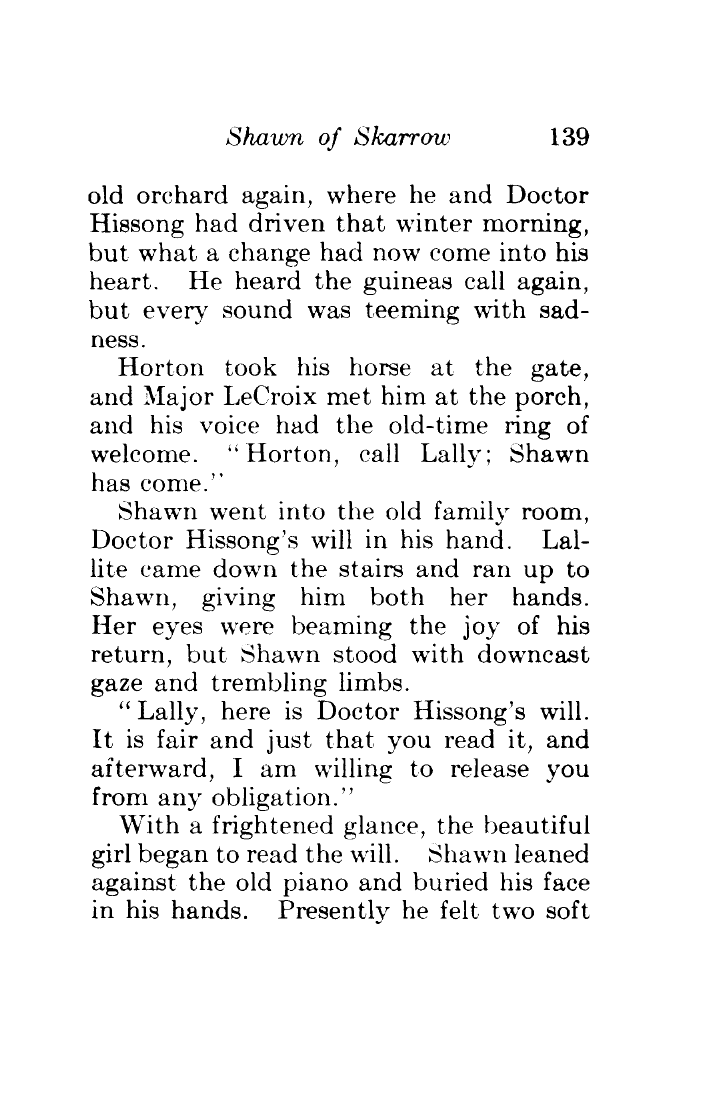 Shawn of Skarrow 139
old orchard again, where he and Doctor
Hissong had driven that winter morning,
but what a change had now come into his
heart. He heard the guineas call again,
but every sound was teeming with sad-
ness.
Horton took his horse at the gate,
and Major LeCroix met him at the porch,
and his voice had the old-time ring of
welcome. "Horton, call Lally; Shawn
has come."
Shawn went into the old family room,
Doctor Hissong's will in his hand. Lal-
lite came down the stairs and ran up to
Shawn, giving him both her hands.
Her eyes were beaming the joy of his
return, but Shawn stood with downcast
gaze and trembling limbs.
"Lally, here is Doctor Hissong's will.
It is fair and just that you read it, and
afterward, I am willing to release you
from any obligation."
With a frightened glance, the beautiful
girl began to read the will. Shawn leaned
against the old piano and buried his face
in his hands. Presently he felt two soft